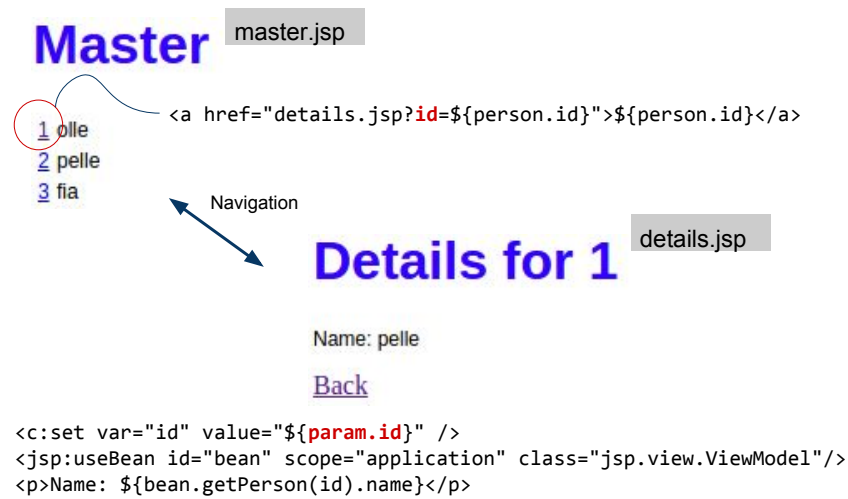 Master
master.jsp
<a href="details.jsp?id=${person.id}">${person.id}</a>
1 olle
2 pelle
3 fia
Navigation
Details for 1
details.jsp
Name: pelle
Back
<c:set var="id" value="${param.id}" />
<jsp:useBean id="bean" scope="application" class="jsp.view.ViewModel"/>
<p>Name: ${bean.getPerson(id).name}</p>